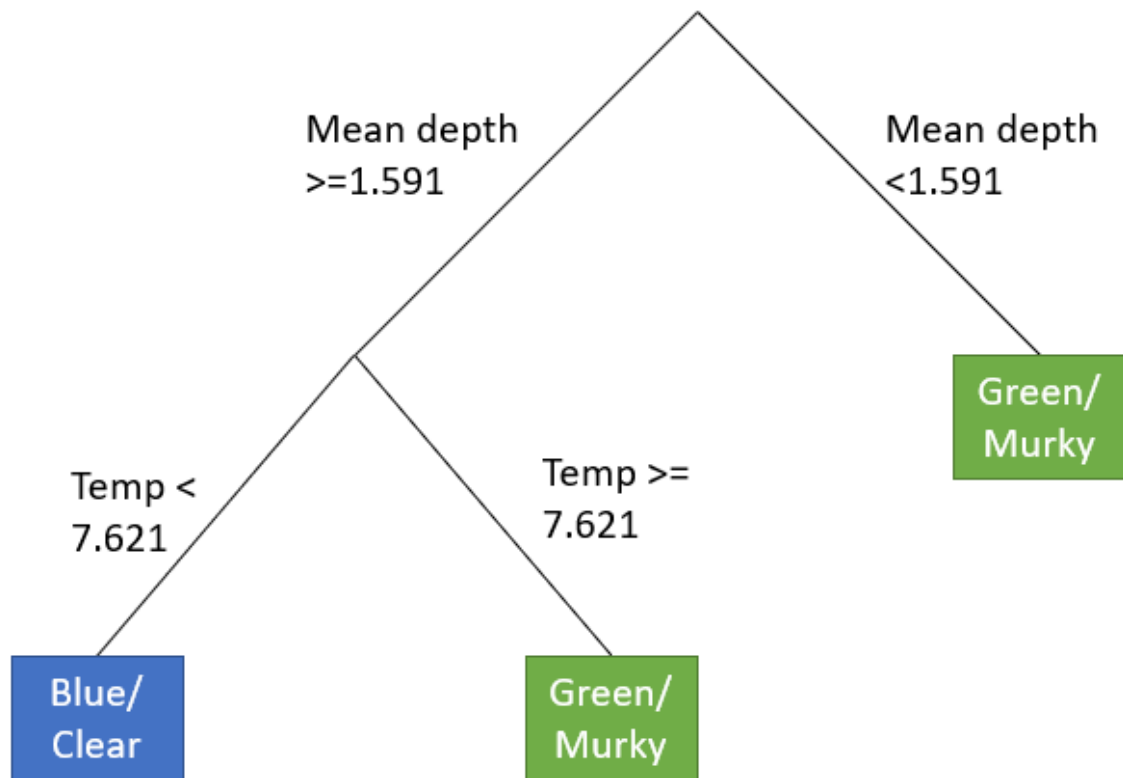 Mean depth
>=1.591
Mean depth
<1.591
Green/
Murky
Temp <
7.621
Temp >=
7.621
Blue/
Clear
Green/
Murky